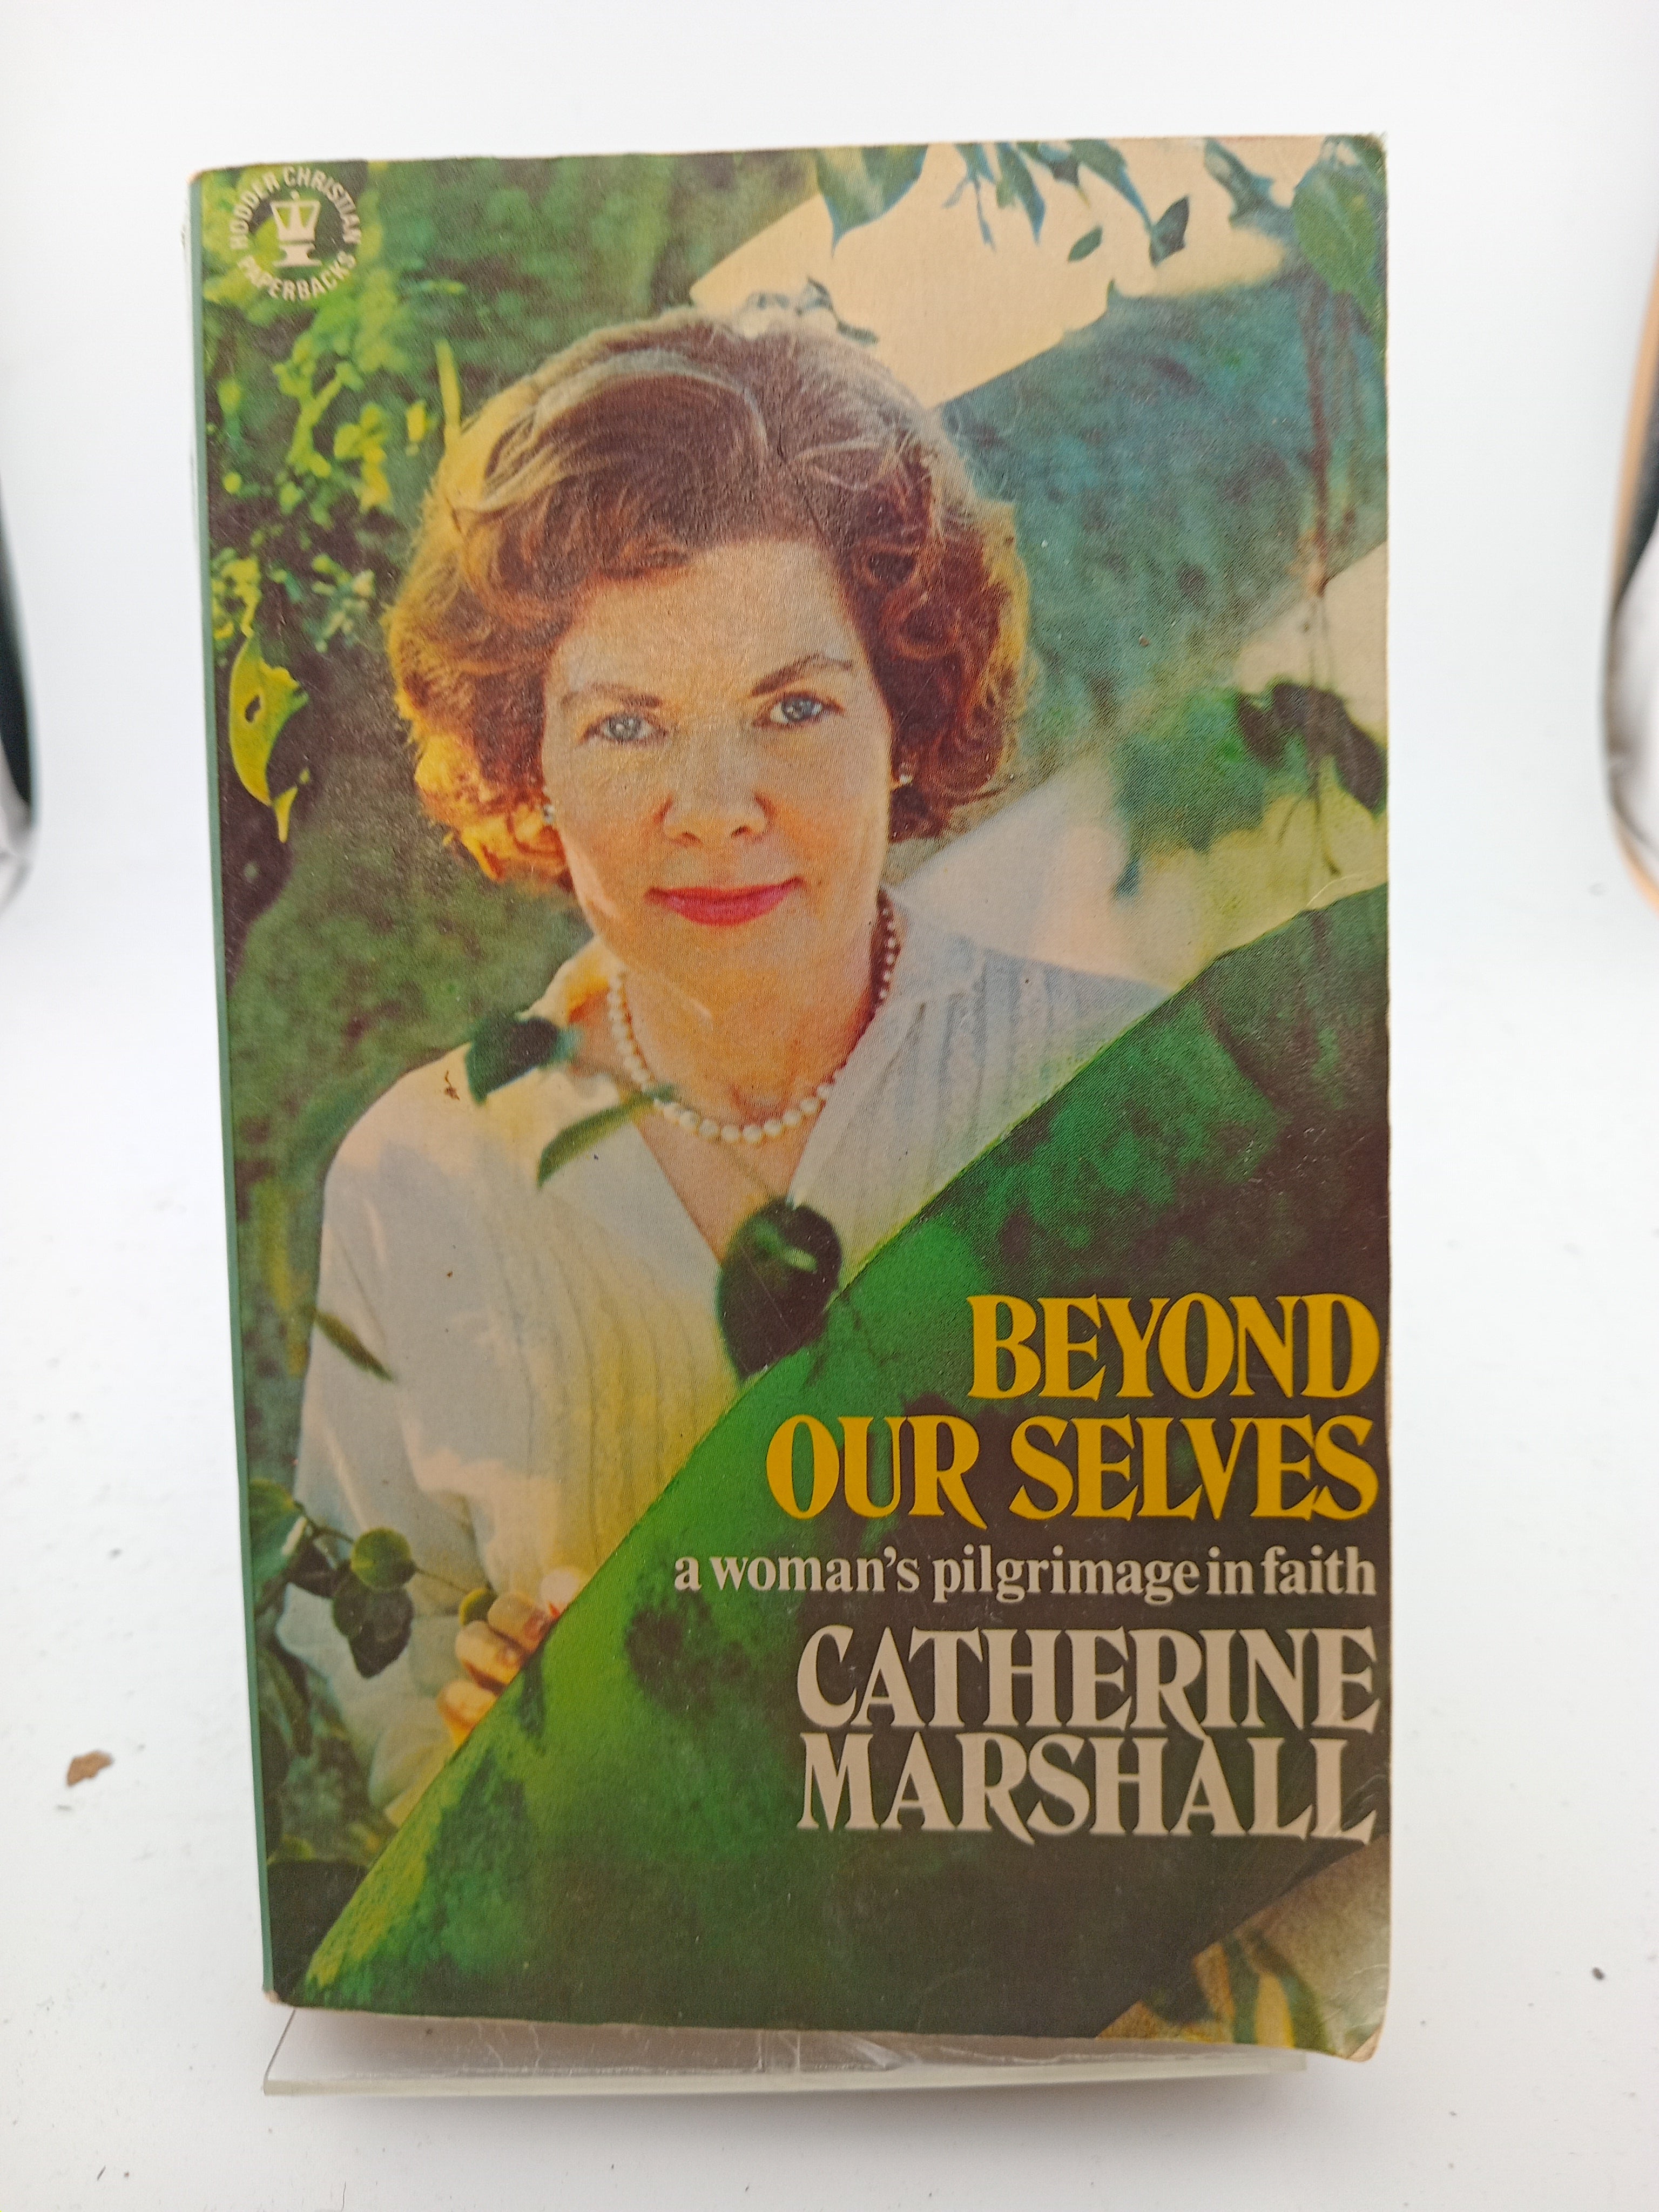 HODDER CHRISTIAN
PAPERBACKS
BEYOND
OUR SELVES
a woman's pilgrimage in faith
CATHERINE
MARSHALL